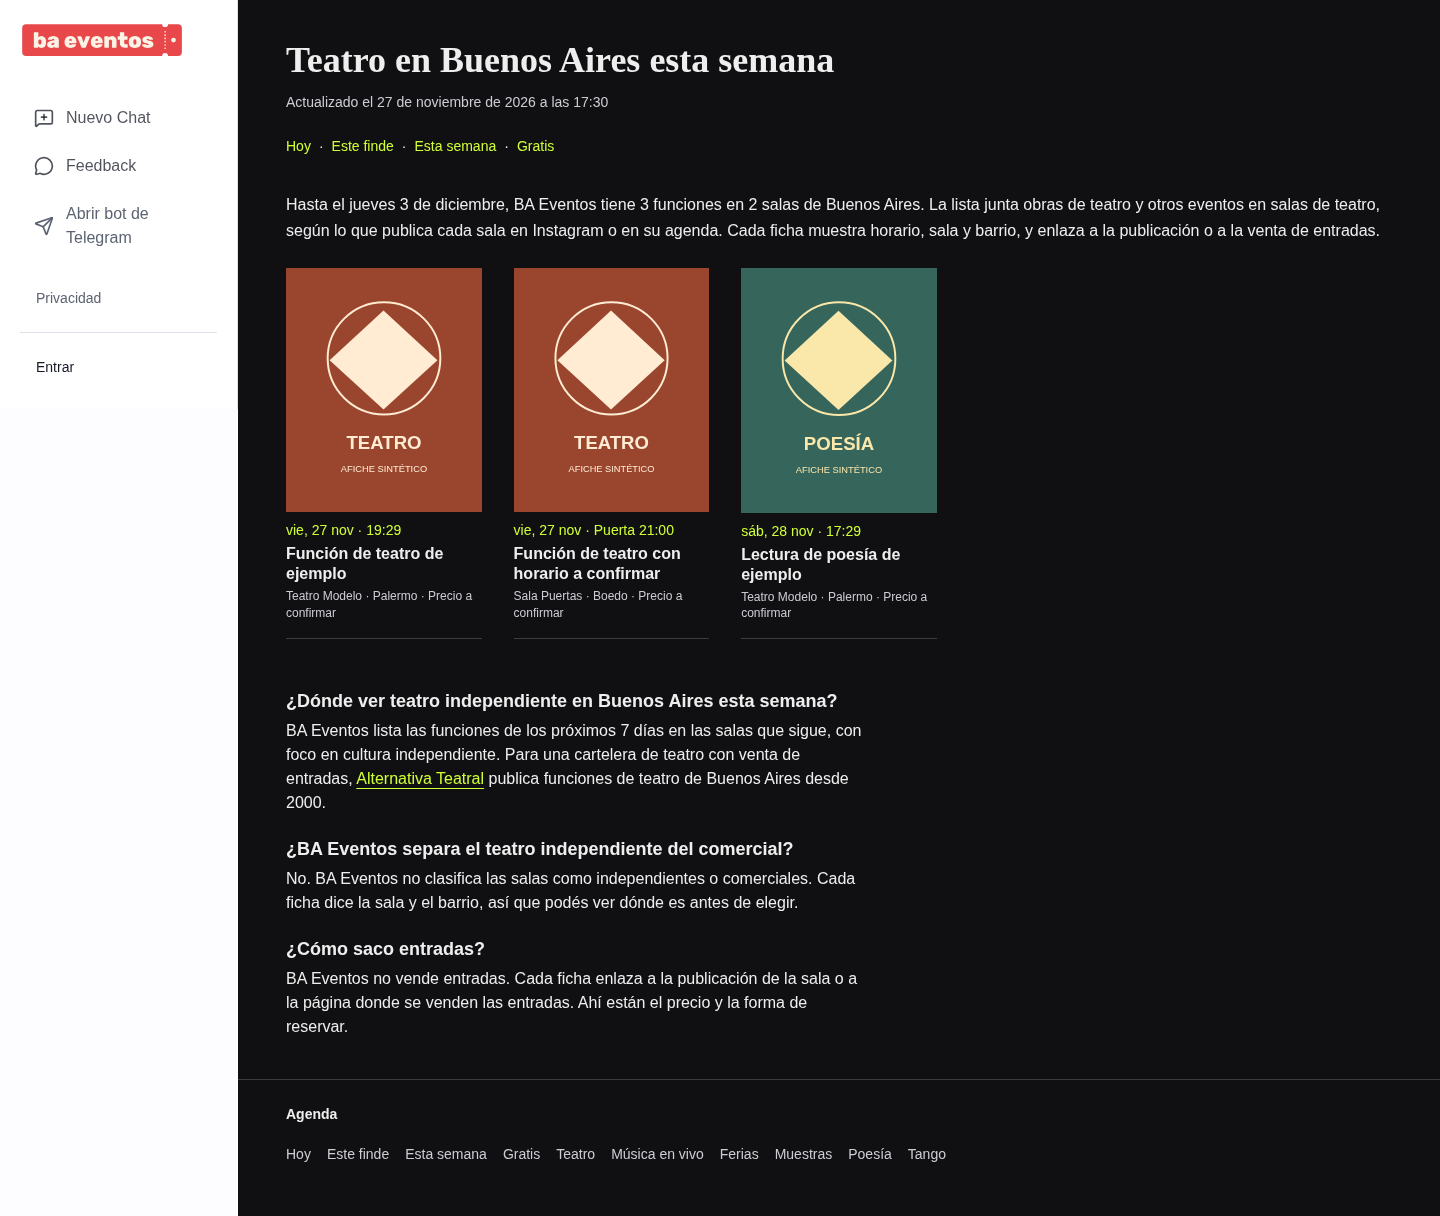 ba eventos
Nuevo Chat
Feedback
Abrir bot de
Telegram
Privacidad
Entrar
Teatro en Buenos Aires esta semana
Actualizado el 27 de noviembre de 2026 a las 17:30
Hoy · Este finde · Esta semana · Gratis
Hasta el jueves 3 de diciembre, BA Eventos tiene 3 funciones en 2 salas de Buenos Aires. La lista junta obras de teatro y otros eventos en salas de teatro,
según lo que publica cada sala en Instagram o en su agenda. Cada ficha muestra horario, sala y barrio, y enlaza a la publicación o a la venta de entradas.
TEATRO
AFICHE SINTÉTICO
vie, 27 nov · 19:29
Función de teatro de
ejemplo
Teatro Modelo · Palermo · Precio a
confirmar
TEATRO
AFICHE SINTÉTICO
vie, 27 nov · Puerta 21:00
Función de teatro con
horario a confirmar
Sala Puertas · Boedo · Precio a
confirmar
POESÍA
AFICHE SINTÉTICO
sáb, 28 nov · 17:29
Lectura de poesía de
ejemplo
Teatro Modelo · Palermo · Precio a
confirmar
¿Dónde ver teatro independiente en Buenos Aires esta semana?
BA Eventos lista las funciones de los próximos 7 días en las salas que sigue, con
foco en cultura independiente. Para una cartelera de teatro con venta de
entradas, Alternativa Teatral publica funciones de teatro de Buenos Aires desde
2000.
¿BA Eventos separa el teatro independiente del comercial?
No. BA Eventos no clasifica las salas como independientes o comerciales. Cada
ficha dice la sala y el barrio, así que podés ver dónde es antes de elegir.
¿Cómo saco entradas?
BA Eventos no vende entradas. Cada ficha enlaza a la publicación de la sala o a
la página donde se venden las entradas. Ahí están el precio y la forma de
reservar.
Agenda
Hoy Este finde Esta semana Gratis Teatro Música en vivo Ferias Muestras Poesía Tango